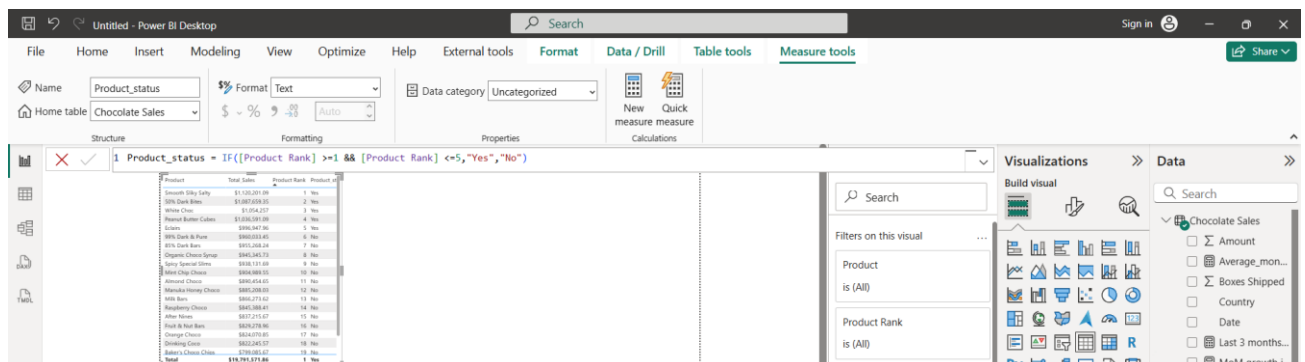 Untitled - Power BI Desktop Search Sign in
File Home Insert Modeling View Optimize Help External tools Format Data / Drill Table tools Measure tools Share
Name Product_status Format Text Data category Uncategorized New measure Quick measure
Home table Chocolate Sales $ % Auto
Structure Formatting Properties Calculations
1 Product_status = IF([Product Rank] >=1 && [Product Rank] <=5,"Yes","No")
Product Total_Sales Product Rank Product_st
Smooth Silky Salty $1,120,201.09 1 Yes
50% Dark Bites $1,087,659.35 2 Yes
White Choc $1,054,257 3 Yes
Peanut Butter Cubes $1,036,591.09 4 Yes
Eclairs $996,947.96 5 Yes
99% Dark & Pure $960,033.45 6 No
85% Dark Bars $955,268.24 7 No
Organic Choco Syrup $945,345.73 8 No
Spicy Special Slims $938,131.69 9 No
Mint Chip Choco $904,989.55 10 No
Almond Choco $890,454.65 11 No
Manuka Honey Choco $885,208.03 12 No
Milk Bars $866,273.62 13 No
Raspberry Choco $845,388.41 14 No
After Nines $837,215.67 15 No
Fruit & Nut Bars $829,278.96 16 No
Orange Choco $824,070.85 17 No
Drinking Coco $822,245.57 18 No
Baker's Choco Chips $799,085.67 19 No
Total $19,791,571.86 1 Yes
Search
Filters on this visual ...
Product
is (All)
Product Rank
is (All)
Visualizations
Build visual
R
Data
Search
Chocolate Sales
Amount
Average_mon...
Boxes Shipped
Country
Date
Last 3 months...